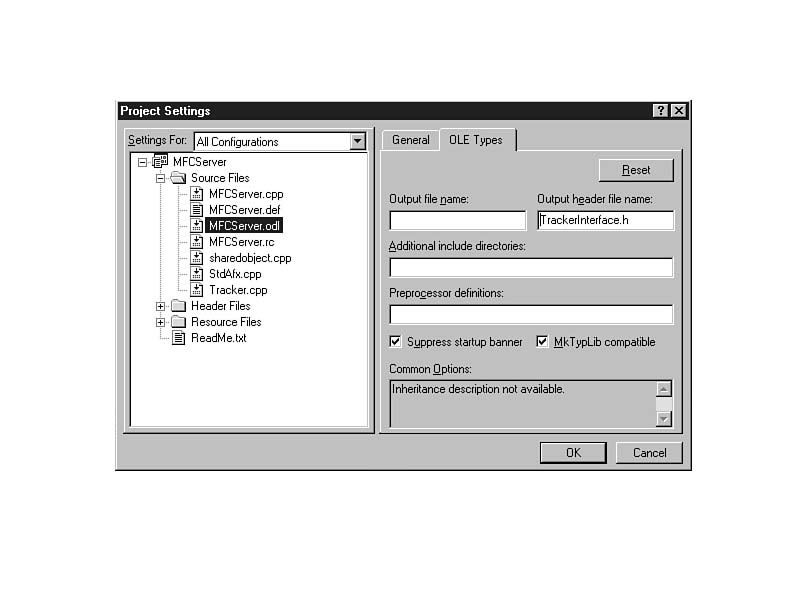 Project Settings
Settings For: All Configurations
MFCServer
Source Files
MFCServer.cpp
MFCServer.def
MFCServer.odl
MFCServer.rc
sharedobject.cpp
StdAfx.cpp
Tracker.cpp
Header Files
Resource Files
ReadMe.txt
General OLE Types
Reset
Output file name: Output header file name:
TrackerInterface.h
Additional include directories:
Preprocessor definitions:
Suppress startup banner MkTypLib compatible
Common Options:
Inheritance description not available.
OK Cancel